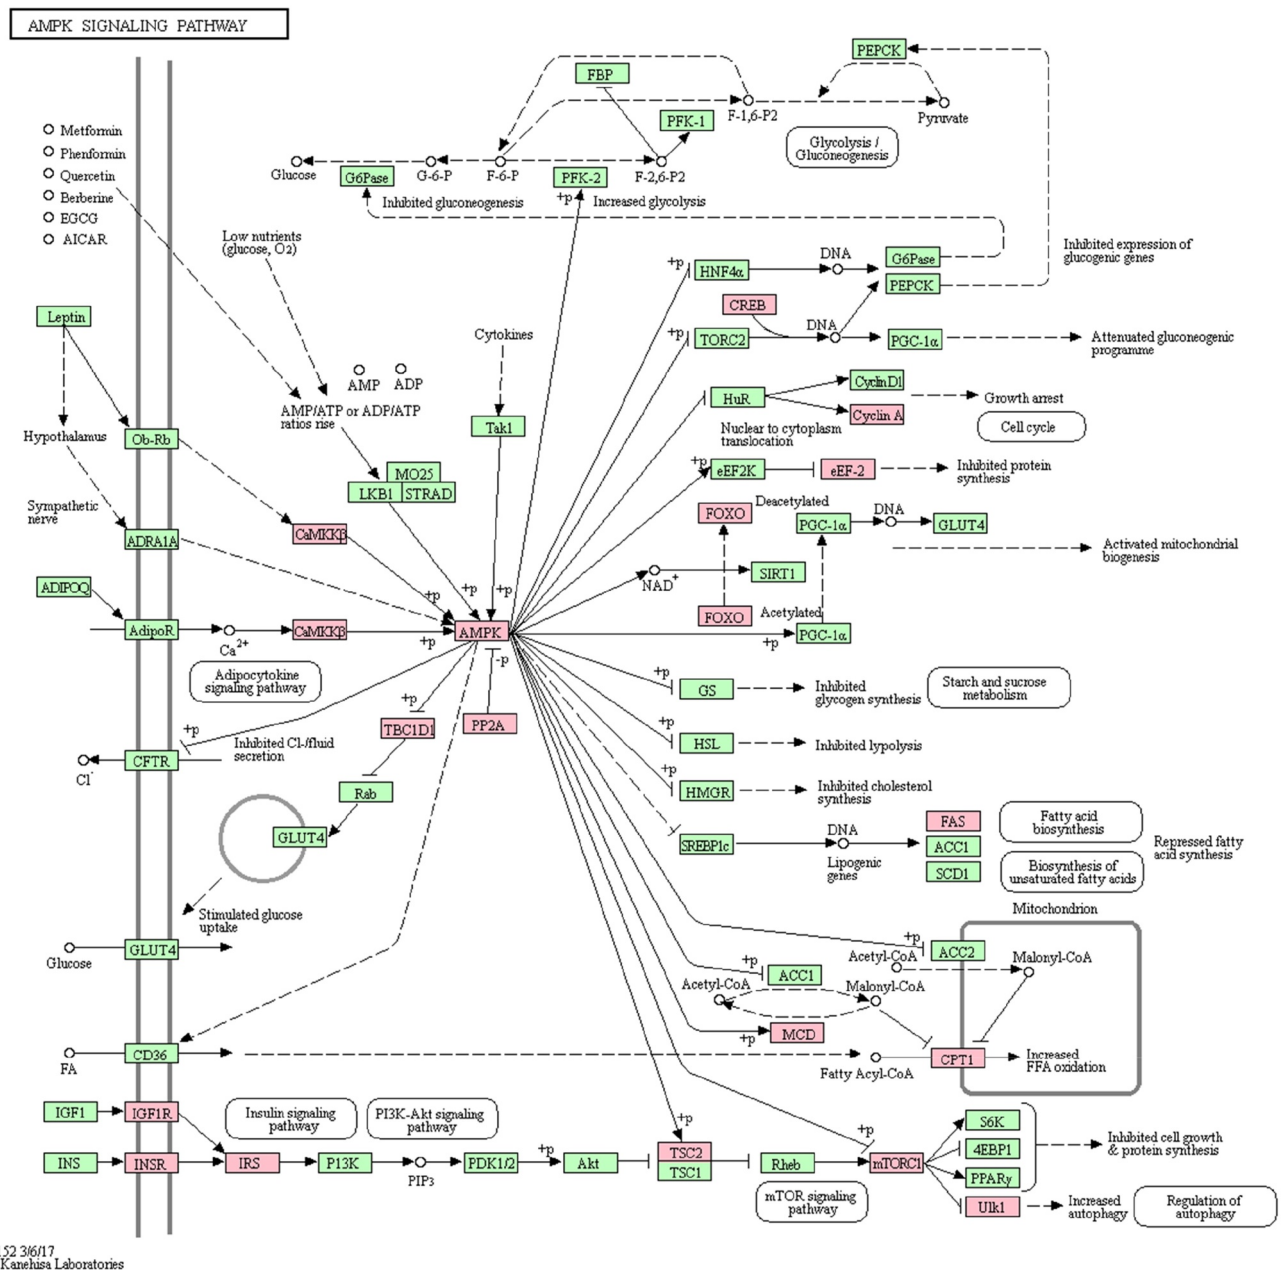 AMPK SIGNALING PATHWAY
PEPCK
FBP
Metformin
Phenformin
Quercetin
Berberine
EGCG
AICAR
PFK-1
F-1,6-P2
Pyruvate
Glycolysis /
Gluconeogenesis
Glucose
G6Pase
G-6-P
F-6-P
PFK-2
F-2,6-P2
+p
Inhibited gluconeogenesis
Increased glycolysis
Low nutrients
(glucose, O2)
Inhibited expression of
glucogenic genes
+p
HNF4α
DNA
G6Pase
PEPCK
CREB
Leptin
Cytokines
+p
TORC2
DNA
PGC-1α
Attenuated gluconeogenic
programme
AMP
ADP
AMP/ATP or ADP/ATP
ratios rise
HuR
CyclinD1
Cyclin A
Growth arrest
Cell cycle
Nuclear to cytoplasm
translocation
Tak1
Hypothalamus
Ob-Rb
MO25
LKB1
STRAD
+p
eEF2K
eEF-2
Inhibited protein
synthesis
Sympathetic
nerve
ADRA1A
CaMKKβ
FOXO
Deacetylated
PGC-1α
DNA
GLUT4
Activated mitochondrial
biogenesis
NAD+
SIRT1
ADIPOQ
+p
+p
+p
FOXO
Acetylated
AdipoR
Ca2+
CaMKKβ
+p
AMPK
+p
PGC-1α
Adipocytokine
signaling pathway
-p
+p
GS
Inhibited
glycogen synthesis
Starch and sucrose
metabolism
+p
TBC1D1
PP2A
+p
Inhibited Cl-/fluid
secretion
+p
HSL
Inhibited lypolysis
CFTR
Cl-
+p
HMGR
Inhibited cholesterol
synthesis
Rab
GLUT4
SREBP1c
DNA
Lipogenic
genes
FAS
ACC1
SCD1
Fatty acid
biosynthesis
Biosynthesis of
unsaturated fatty acids
Repressed fatty
acid synthesis
Stimulated glucose
uptake
Mitochondrion
Glucose
GLUT4
+p
ACC2
Acetyl-CoA
Malonyl-CoA
+p
ACC1
Acetyl-CoA
Malonyl-CoA
+p
MCD
FA
CD36
Fatty Acyl-CoA
CPT1
Increased
FFA oxidation
IGF1
IGF1R
Insulin signaling
pathway
PI3K-Akt signaling
pathway
+p
+p
S6K
4EBP1
PPARγ
Inhibited cell growth
& protein synthesis
INS
INSR
IRS
P13K
PIP3
PDK1/2
+p
Akt
TSC2
TSC1
Rheb
mTORC1
mTOR signaling
pathway
Ulk1
Increased
autophagy
Regulation of
autophagy
52 3/6/17
Kanehisa Laboratories